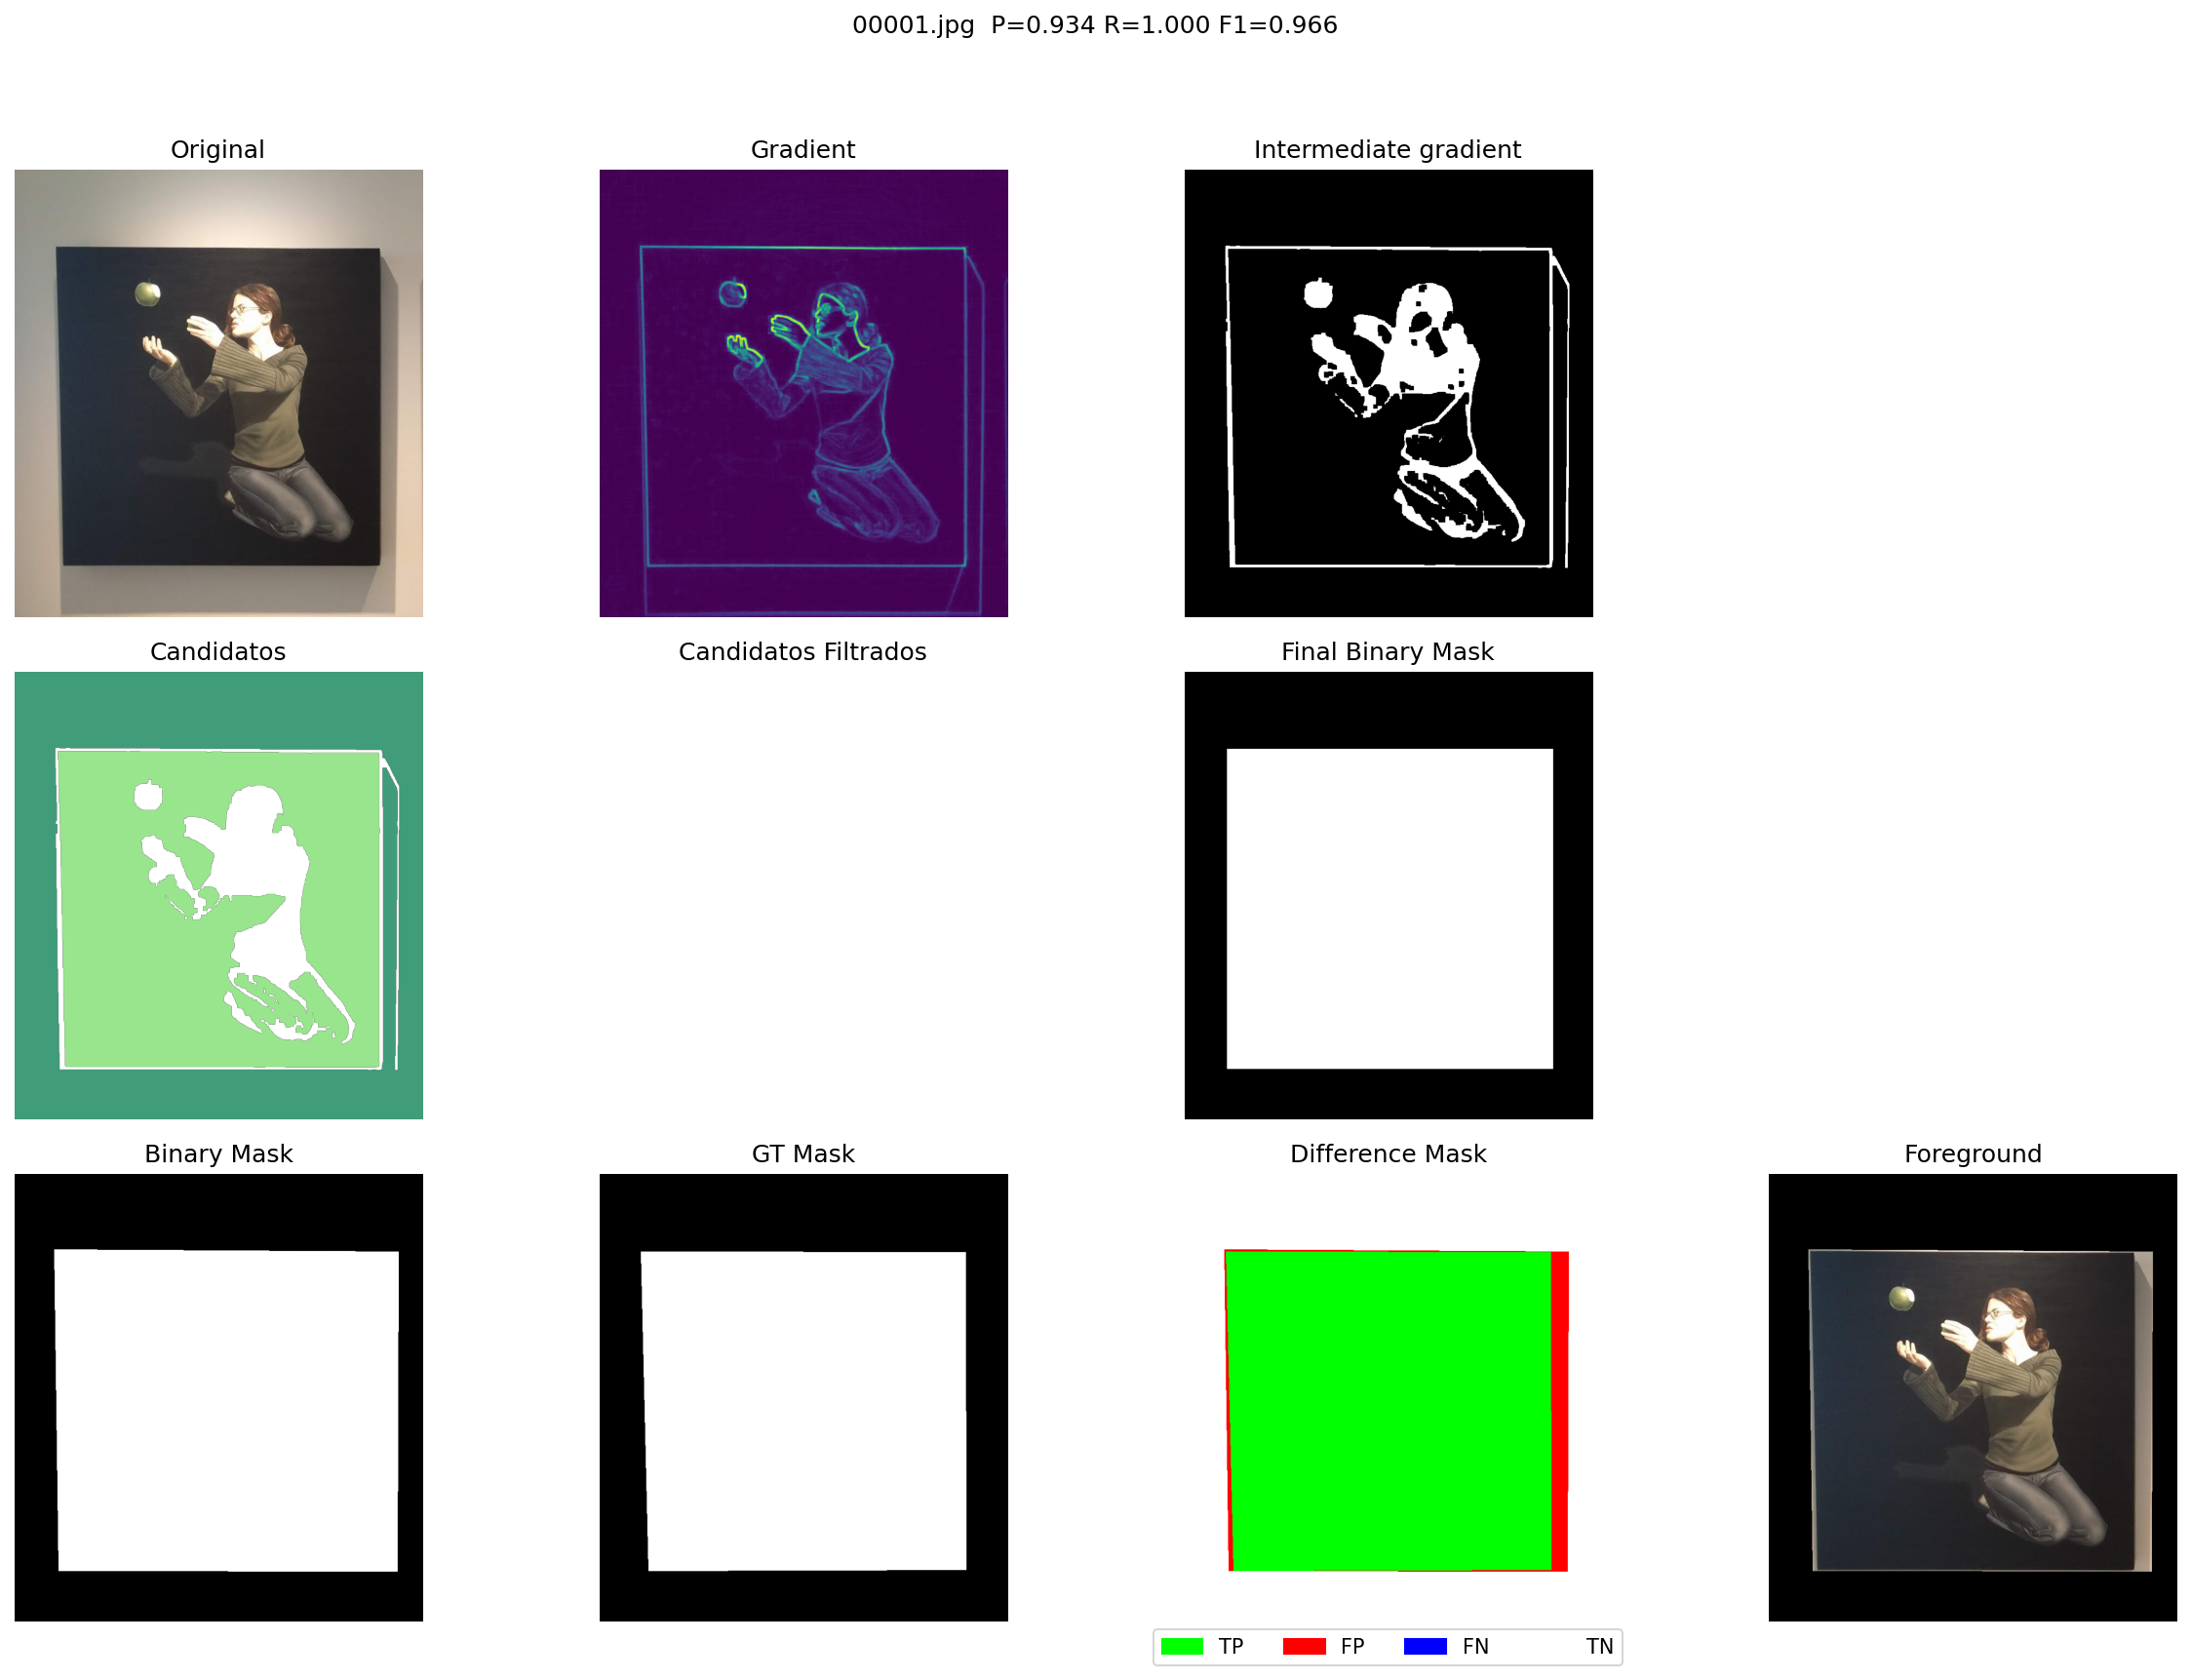 00001.jpg  P=0.934 R=1.000 F1=0.966
Original
Gradient
Intermediate gradient
Candidatos
Candidatos Filtrados
Final Binary Mask
Binary Mask
GT Mask
Difference Mask
Foreground
TP FP FN TN